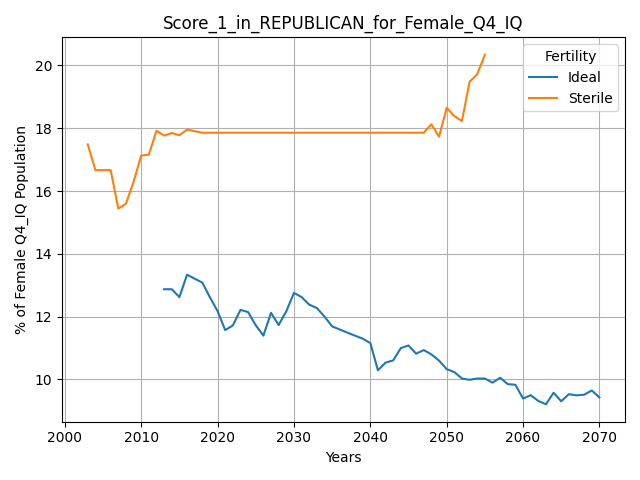 Score_1_in_REPUBLICAN_for_Female_Q4_IQ
% of Female Q4_IQ Population
20
18
16
14
12
10
Fertility
Ideal
Sterile
2000 2010 2020 2030 2040 2050 2060 2070
Years